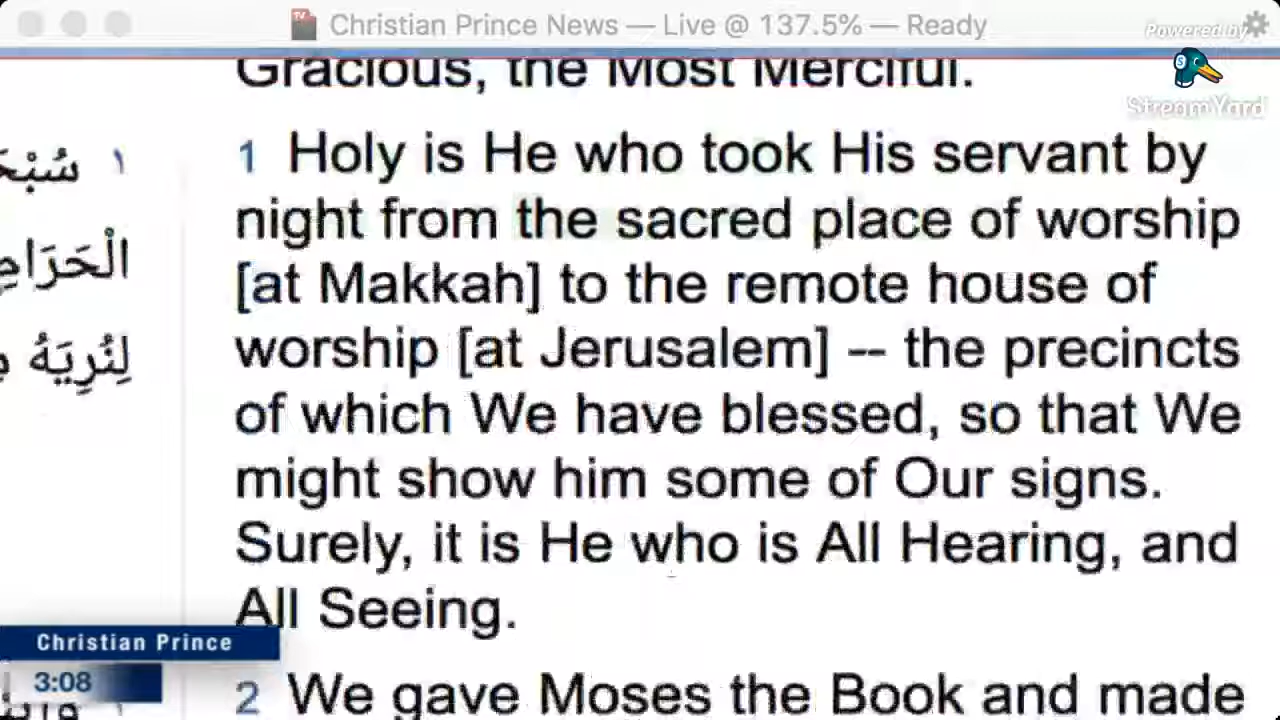 Christian Prince News — Live @ 137.5% — Ready
Powered by
StreamYard
Gracious, the Most Merciful.
1 Holy is He who took His servant by
night from the sacred place of worship
[at Makkah] to the remote house of
worship [at Jerusalem] -- the precincts
of which We have blessed, so that We
might show him some of Our signs.
Surely, it is He who is All Hearing, and
All Seeing.
2 We gave Moses the Book and made
١
الْحَرَامِ
لِنُرِيَهُ
Christian Prince
3:08